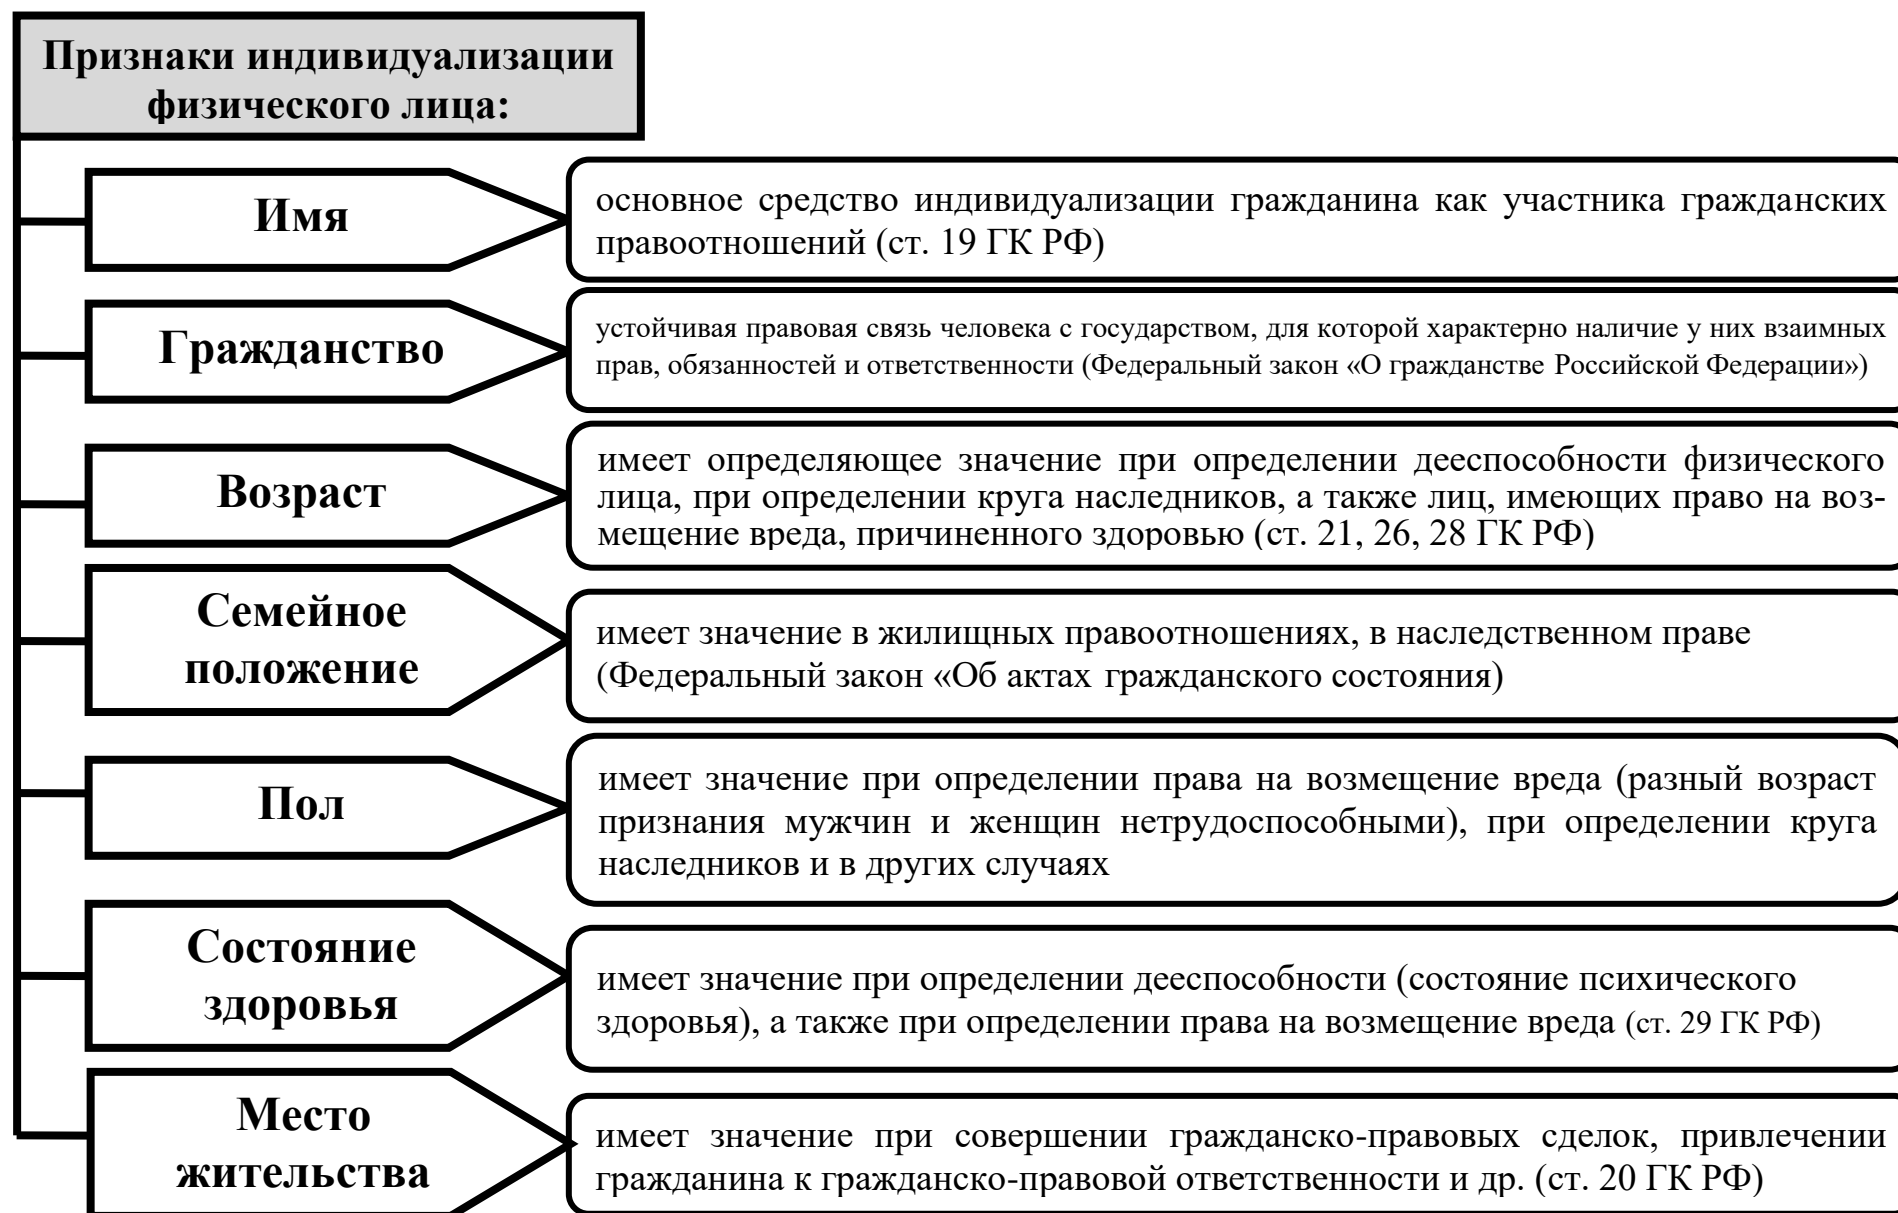 Признаки индивидуализации
физического лица:
Имя
основное средство индивидуализации гражданина как участника гражданских
правоотношений (ст. 19 ГК РФ)
Гражданство
устойчивая правовая связь человека с государством, для которой характерно наличие у них взаимных
прав, обязанностей и ответственности (Федеральный закон «О гражданстве Российской Федерации»)
Возраст
имеет определяющее значение при определении дееспособности физического
лица, при определении круга наследников, а также лиц, имеющих право на воз-
мещение вреда, причиненного здоровью (ст. 21, 26, 28 ГК РФ)
Семейное
положение
имеет значение в жилищных правоотношениях, в наследственном праве
(Федеральный закон «Об актах гражданского состояния)
Пол
имеет значение при определении права на возмещение вреда (разный возраст
признания мужчин и женщин нетрудоспособными), при определении круга
наследников и в других случаях
Состояние
здоровья
имеет значение при определении дееспособности (состояние психического
здоровья), а также при определении права на возмещение вреда (ст. 29 ГК РФ)
Место
жительства
имеет значение при совершении гражданско-правовых сделок, привлечении
гражданина к гражданско-правовой ответственности и др. (ст. 20 ГК РФ)